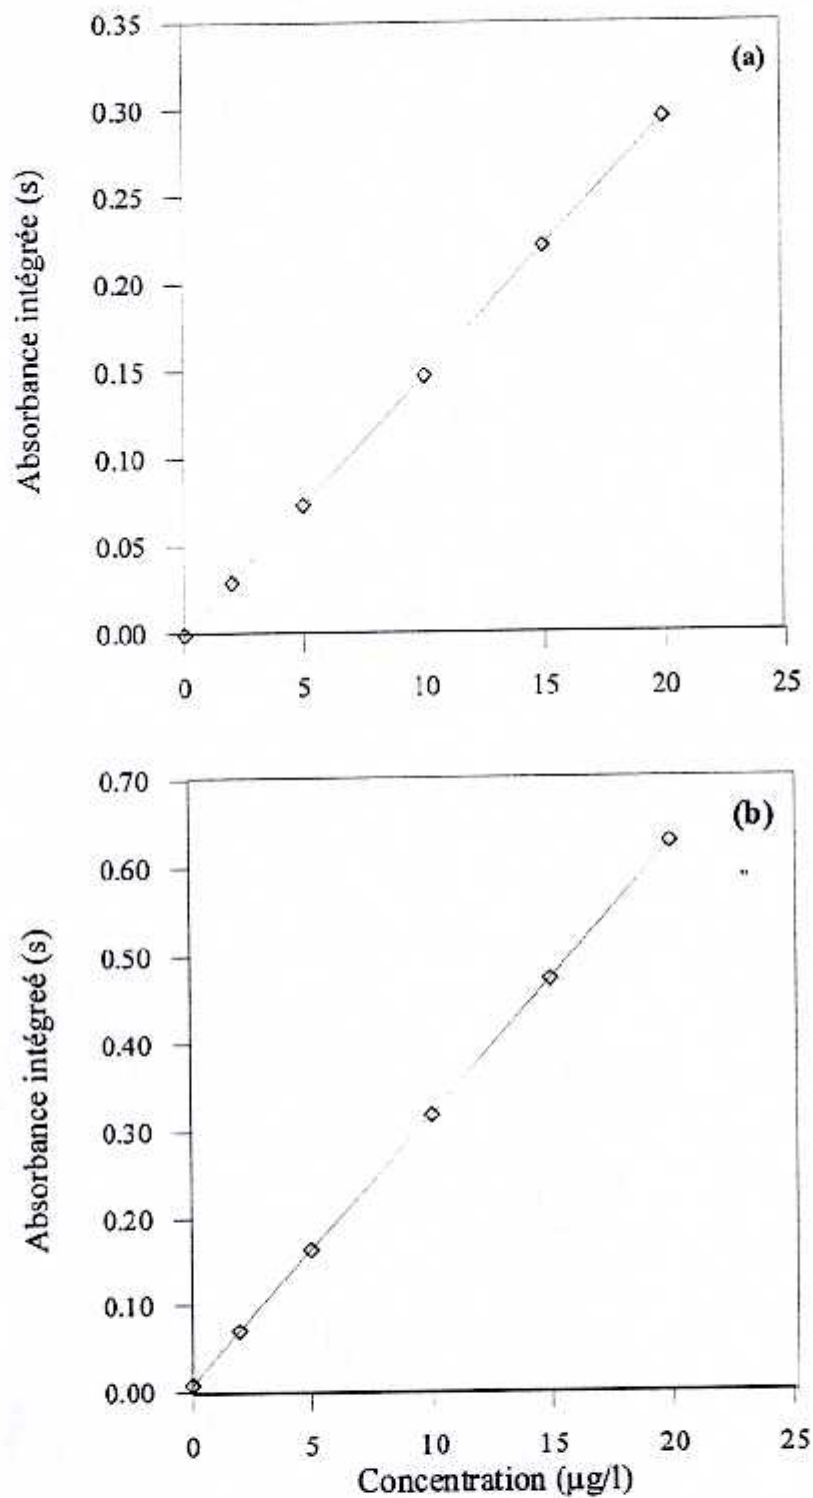 (a)
Absorbance intégrée (s)
0.35
0.30
0.25
0.20
0.15
0.10
0.05
0.00
0 5 10 15 20 25
(b)
Absorbance intégreé (s)
0.70
0.60
0.50
0.40
0.30
0.20
0.10
0.00
0 5 10 15 20 25
Concentration (µg/l)